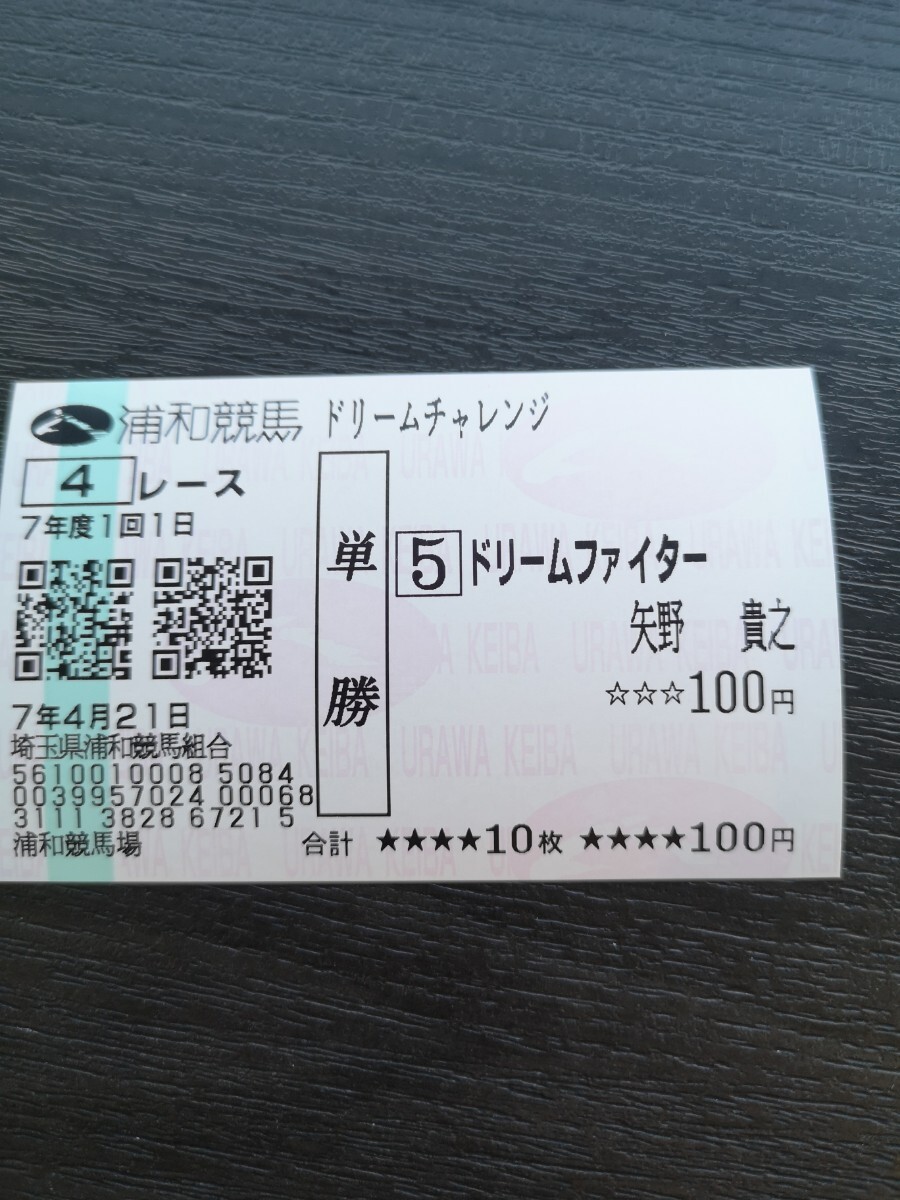 浦和競馬 ドリームチャレンジ
4 レース
7年度1回1日
単勝
5 ドリームファイター
矢野 貴之
☆☆☆100円
7年4月21日
埼玉県浦和競馬組合
5610010008 5084
0039957024 00068
3111 3828 6721 5
浦和競馬場
合計 ★★★★10枚 ★★★★100円
URAWA KEIBA